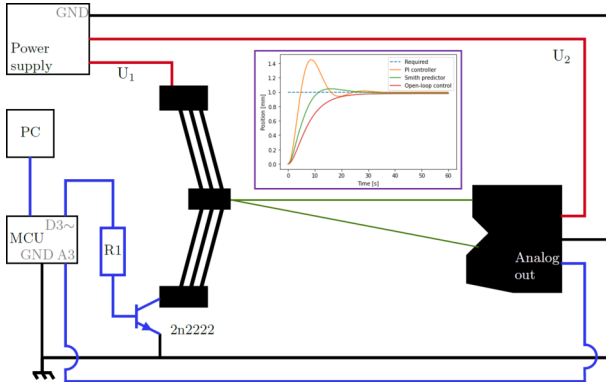 GND
Power
supply
U1
U2
PC
D3~
MCU
GND A3
R1
2n2222
Analog
out
Required
PI controller
Smith predictor
Open-loop control
Position [mm]
1.4
1.2
1.0
0.8
0.6
0.4
0.2
0.0
0 10 20 30 40 50 60
Time [s]